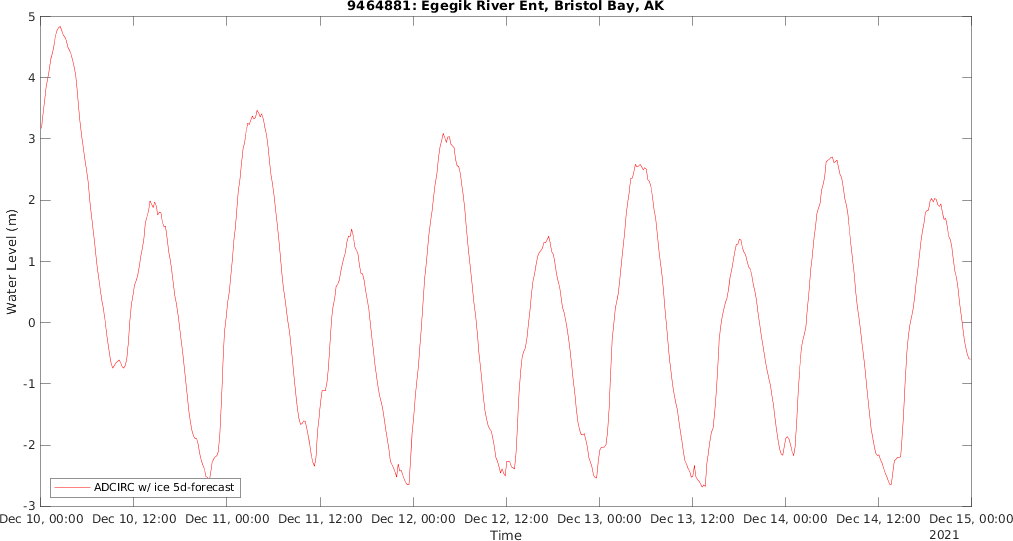 9464881: Egegik River Ent, Bristol Bay, AK
Water Level (m)
5
4
3
2
1
0
-1
-2
-3
ADCIRC w/ ice 5d-forecast
Dec 10, 00:00 Dec 10, 12:00 Dec 11, 00:00 Dec 11, 12:00 Dec 12, 00:00 Dec 12, 12:00 Dec 13, 00:00 Dec 13, 12:00 Dec 14, 00:00 Dec 14, 12:00 Dec 15, 00:00
Time
2021